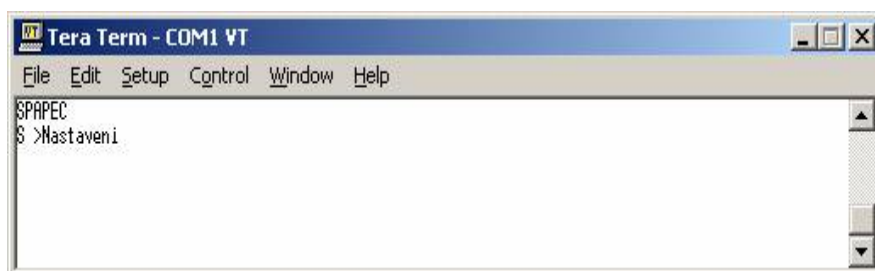 Tera Term - COM1 VT
File Edit Setup Control Window Help
SPAPEC
S >Nastaveni